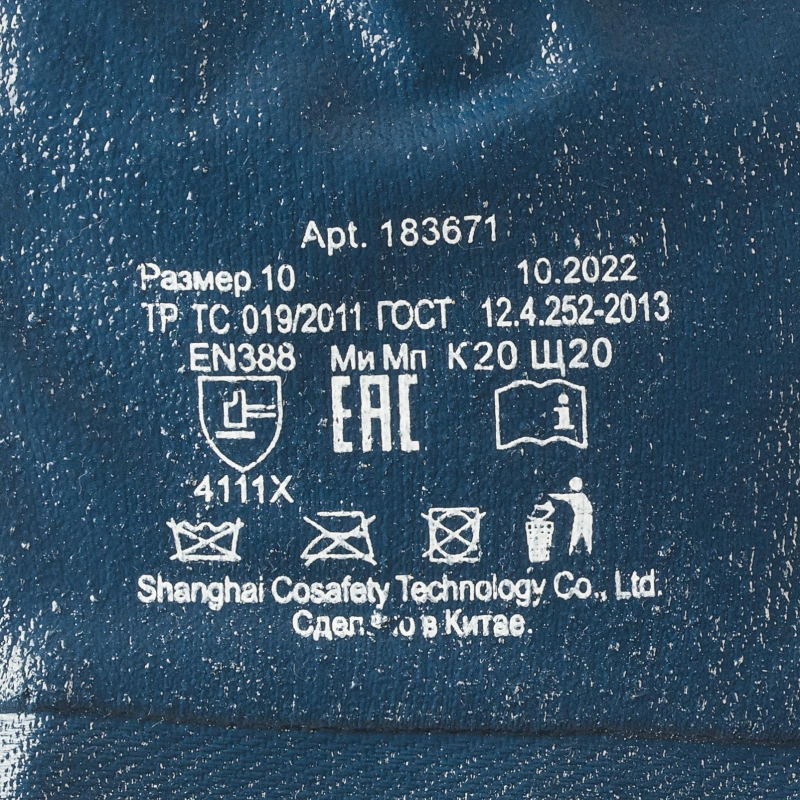 Арт. 183671
Размер 10 10.2022
ТР ТС 019/2011 ГОСТ 12.4.252-2013
EN388 Ми Мп К20 Щ20
EAC i
4111X
Shanghai Cosafety Technology Co., Ltd.
в Китае.